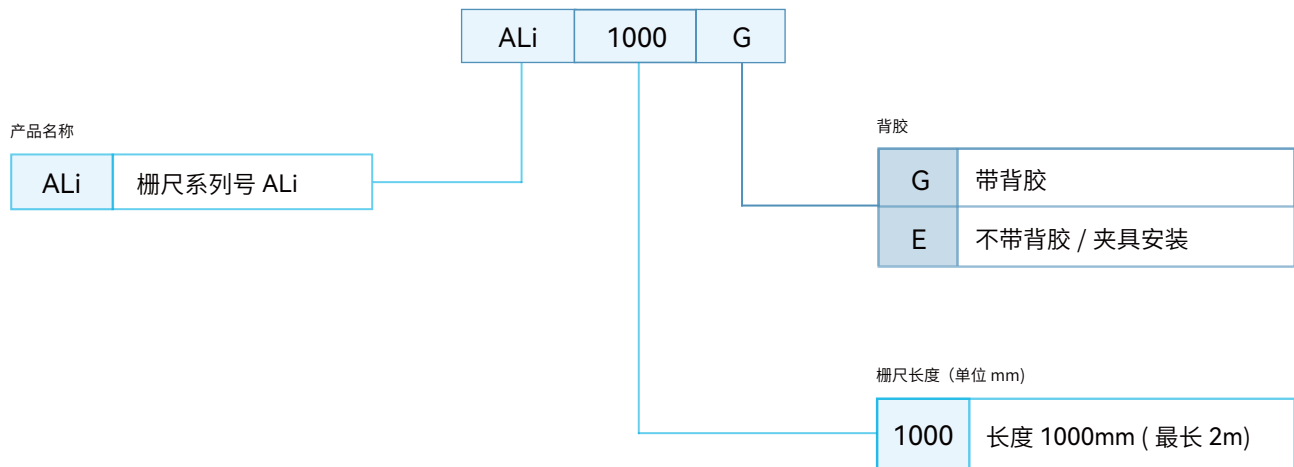 ALi 1000 G
产品名称
ALi 栅尺系列号 ALi
背胶
G 带背胶
E 不带背胶 / 夹具安装
栅尺长度（单位 mm)
1000 长度 1000mm ( 最长 2m)